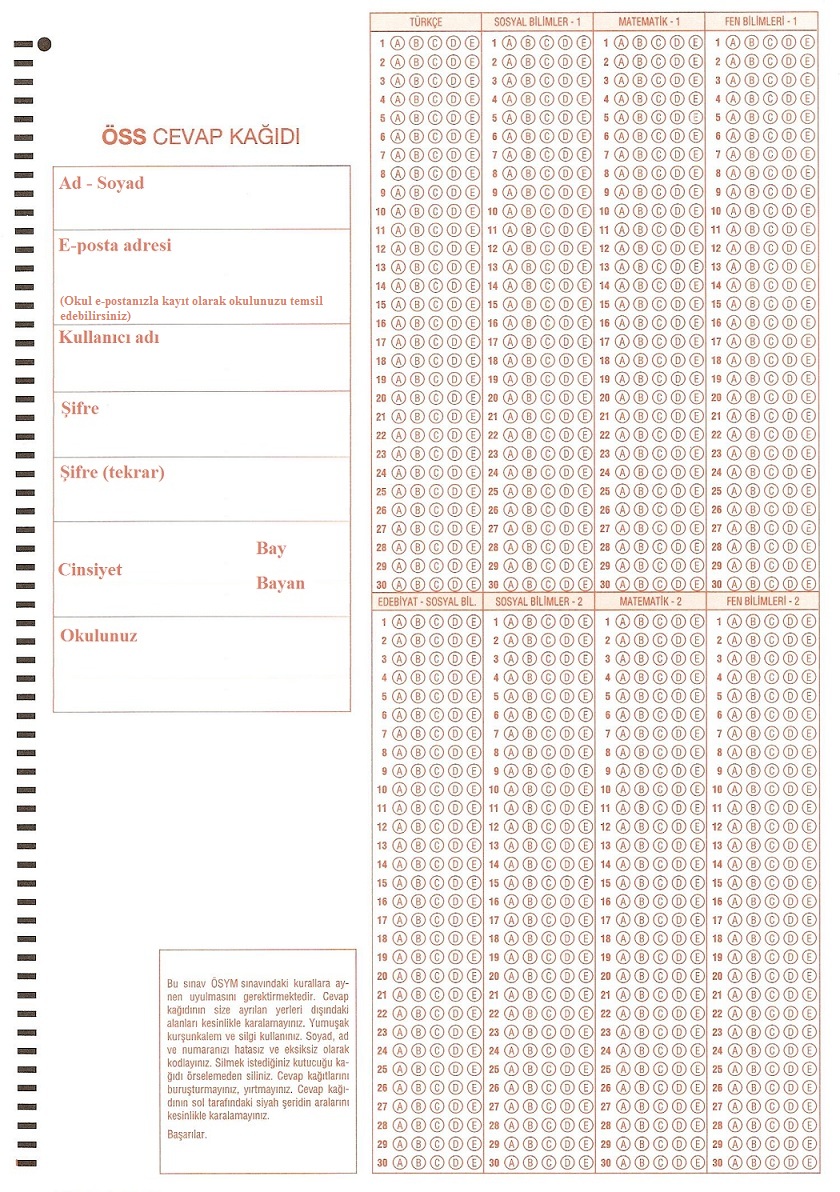 ÖSS CEVAP KAĞIDI
Ad - Soyad
E-posta adresi
(Okul e-postanızla kayıt olarak okulunuzu temsil
edebilirsiniz)
Kullanıcı adı
Şifre
Şifre (tekrar)
Cinsiyet
Bay
Bayan
Okulunuz
Bu sınav ÖSYM sınavındaki kurallara ay-
nen uyulmasını gerektirmektedir. Cevap
kağıdının size ayrılan yerleri dışındaki
alanları kesinlikle karalamayınız. Yumuşak
kurşunkalem ve silgi kullanınız. Soyad, ad
ve numaranızı hatasız ve eksiksiz olarak
kodlayınız. Silmek istediğiniz kutucuğu ka-
ğıdı örselemeden siliniz. Cevap kağıtlarını
buruşturmayınız, yırtmayınız. Cevap kağı-
dının sol tarafındaki siyah şeridin aralarını
kesinlikle karalamayınız.
Başarılar.
TÜRKÇE SOSYAL BİLİMLER - 1 MATEMATİK - 1 FEN BİLİMLERİ - 1
1 A B C D E 1 A B C D E 1 A B C D E 1 A B C D E
2 A B C D E 2 A B C D E 2 A B C D E 2 A B C D E
3 A B C D E 3 A B C D E 3 A B C D E 3 A B C D E
4 A B C D E 4 A B C D E 4 A B C D E 4 A B C D E
5 A B C D E 5 A B C D E 5 A B C D E 5 A B C D E
6 A B C D E 6 A B C D E 6 A B C D E 6 A B C D E
7 A B C D E 7 A B C D E 7 A B C D E 7 A B C D E
8 A B C D E 8 A B C D E 8 A B C D E 8 A B C D E
9 A B C D E 9 A B C D E 9 A B C D E 9 A B C D E
10 A B C D E 10 A B C D E 10 A B C D E 10 A B C D E
11 A B C D E 11 A B C D E 11 A B C D E 11 A B C D E
12 A B C D E 12 A B C D E 12 A B C D E 12 A B C D E
13 A B C D E 13 A B C D E 13 A B C D E 13 A B C D E
14 A B C D E 14 A B C D E 14 A B C D E 14 A B C D E
15 A B C D E 15 A B C D E 15 A B C D E 15 A B C D E
16 A B C D E 16 A B C D E 16 A B C D E 16 A B C D E
17 A B C D E 17 A B C D E 17 A B C D E 17 A B C D E
18 A B C D E 18 A B C D E 18 A B C D E 18 A B C D E
19 A B C D E 19 A B C D E 19 A B C D E 19 A B C D E
20 A B C D E 20 A B C D E 20 A B C D E 20 A B C D E
21 A B C D E 21 A B C D E 21 A B C D E 21 A B C D E
22 A B C D E 22 A B C D E 22 A B C D E 22 A B C D E
23 A B C D E 23 A B C D E 23 A B C D E 23 A B C D E
24 A B C D E 24 A B C D E 24 A B C D E 24 A B C D E
25 A B C D E 25 A B C D E 25 A B C D E 25 A B C D E
26 A B C D E 26 A B C D E 26 A B C D E 26 A B C D E
27 A B C D E 27 A B C D E 27 A B C D E 27 A B C D E
28 A B C D E 28 A B C D E 28 A B C D E 28 A B C D E
29 A B C D E 29 A B C D E 29 A B C D E 29 A B C D E
30 A B C D E 30 A B C D E 30 A B C D E 30 A B C D E
EDEBİYAT - SOSYAL BİL. SOSYAL BİLİMLER - 2 MATEMATİK - 2 FEN BİLİMLERİ - 2
1 A B C D E 1 A B C D E 1 A B C D E 1 A B C D E
2 A B C D E 2 A B C D E 2 A B C D E 2 A B C D E
3 A B C D E 3 A B C D E 3 A B C D E 3 A B C D E
4 A B C D E 4 A B C D E 4 A B C D E 4 A B C D E
5 A B C D E 5 A B C D E 5 A B C D E 5 A B C D E
6 A B C D E 6 A B C D E 6 A B C D E 6 A B C D E
7 A B C D E 7 A B C D E 7 A B C D E 7 A B C D E
8 A B C D E 8 A B C D E 8 A B C D E 8 A B C D E
9 A B C D E 9 A B C D E 9 A B C D E 9 A B C D E
10 A B C D E 10 A B C D E 10 A B C D E 10 A B C D E
11 A B C D E 11 A B C D E 11 A B C D E 11 A B C D E
12 A B C D E 12 A B C D E 12 A B C D E 12 A B C D E
13 A B C D E 13 A B C D E 13 A B C D E 13 A B C D E
14 A B C D E 14 A B C D E 14 A B C D E 14 A B C D E
15 A B C D E 15 A B C D E 15 A B C D E 15 A B C D E
16 A B C D E 16 A B C D E 16 A B C D E 16 A B C D E
17 A B C D E 17 A B C D E 17 A B C D E 17 A B C D E
18 A B C D E 18 A B C D E 18 A B C D E 18 A B C D E
19 A B C D E 19 A B C D E 19 A B C D E 19 A B C D E
20 A B C D E 20 A B C D E 20 A B C D E 20 A B C D E
21 A B C D E 21 A B C D E 21 A B C D E 21 A B C D E
22 A B C D E 22 A B C D E 22 A B C D E 22 A B C D E
23 A B C D E 23 A B C D E 23 A B C D E 23 A B C D E
24 A B C D E 24 A B C D E 24 A B C D E 24 A B C D E
25 A B C D E 25 A B C D E 25 A B C D E 25 A B C D E
26 A B C D E 26 A B C D E 26 A B C D E 26 A B C D E
27 A B C D E 27 A B C D E 27 A B C D E 27 A B C D E
28 A B C D E 28 A B C D E 28 A B C D E 28 A B C D E
29 A B C D E 29 A B C D E 29 A B C D E 29 A B C D E
30 A B C D E 30 A B C D E 30 A B C D E 30 A B C D E